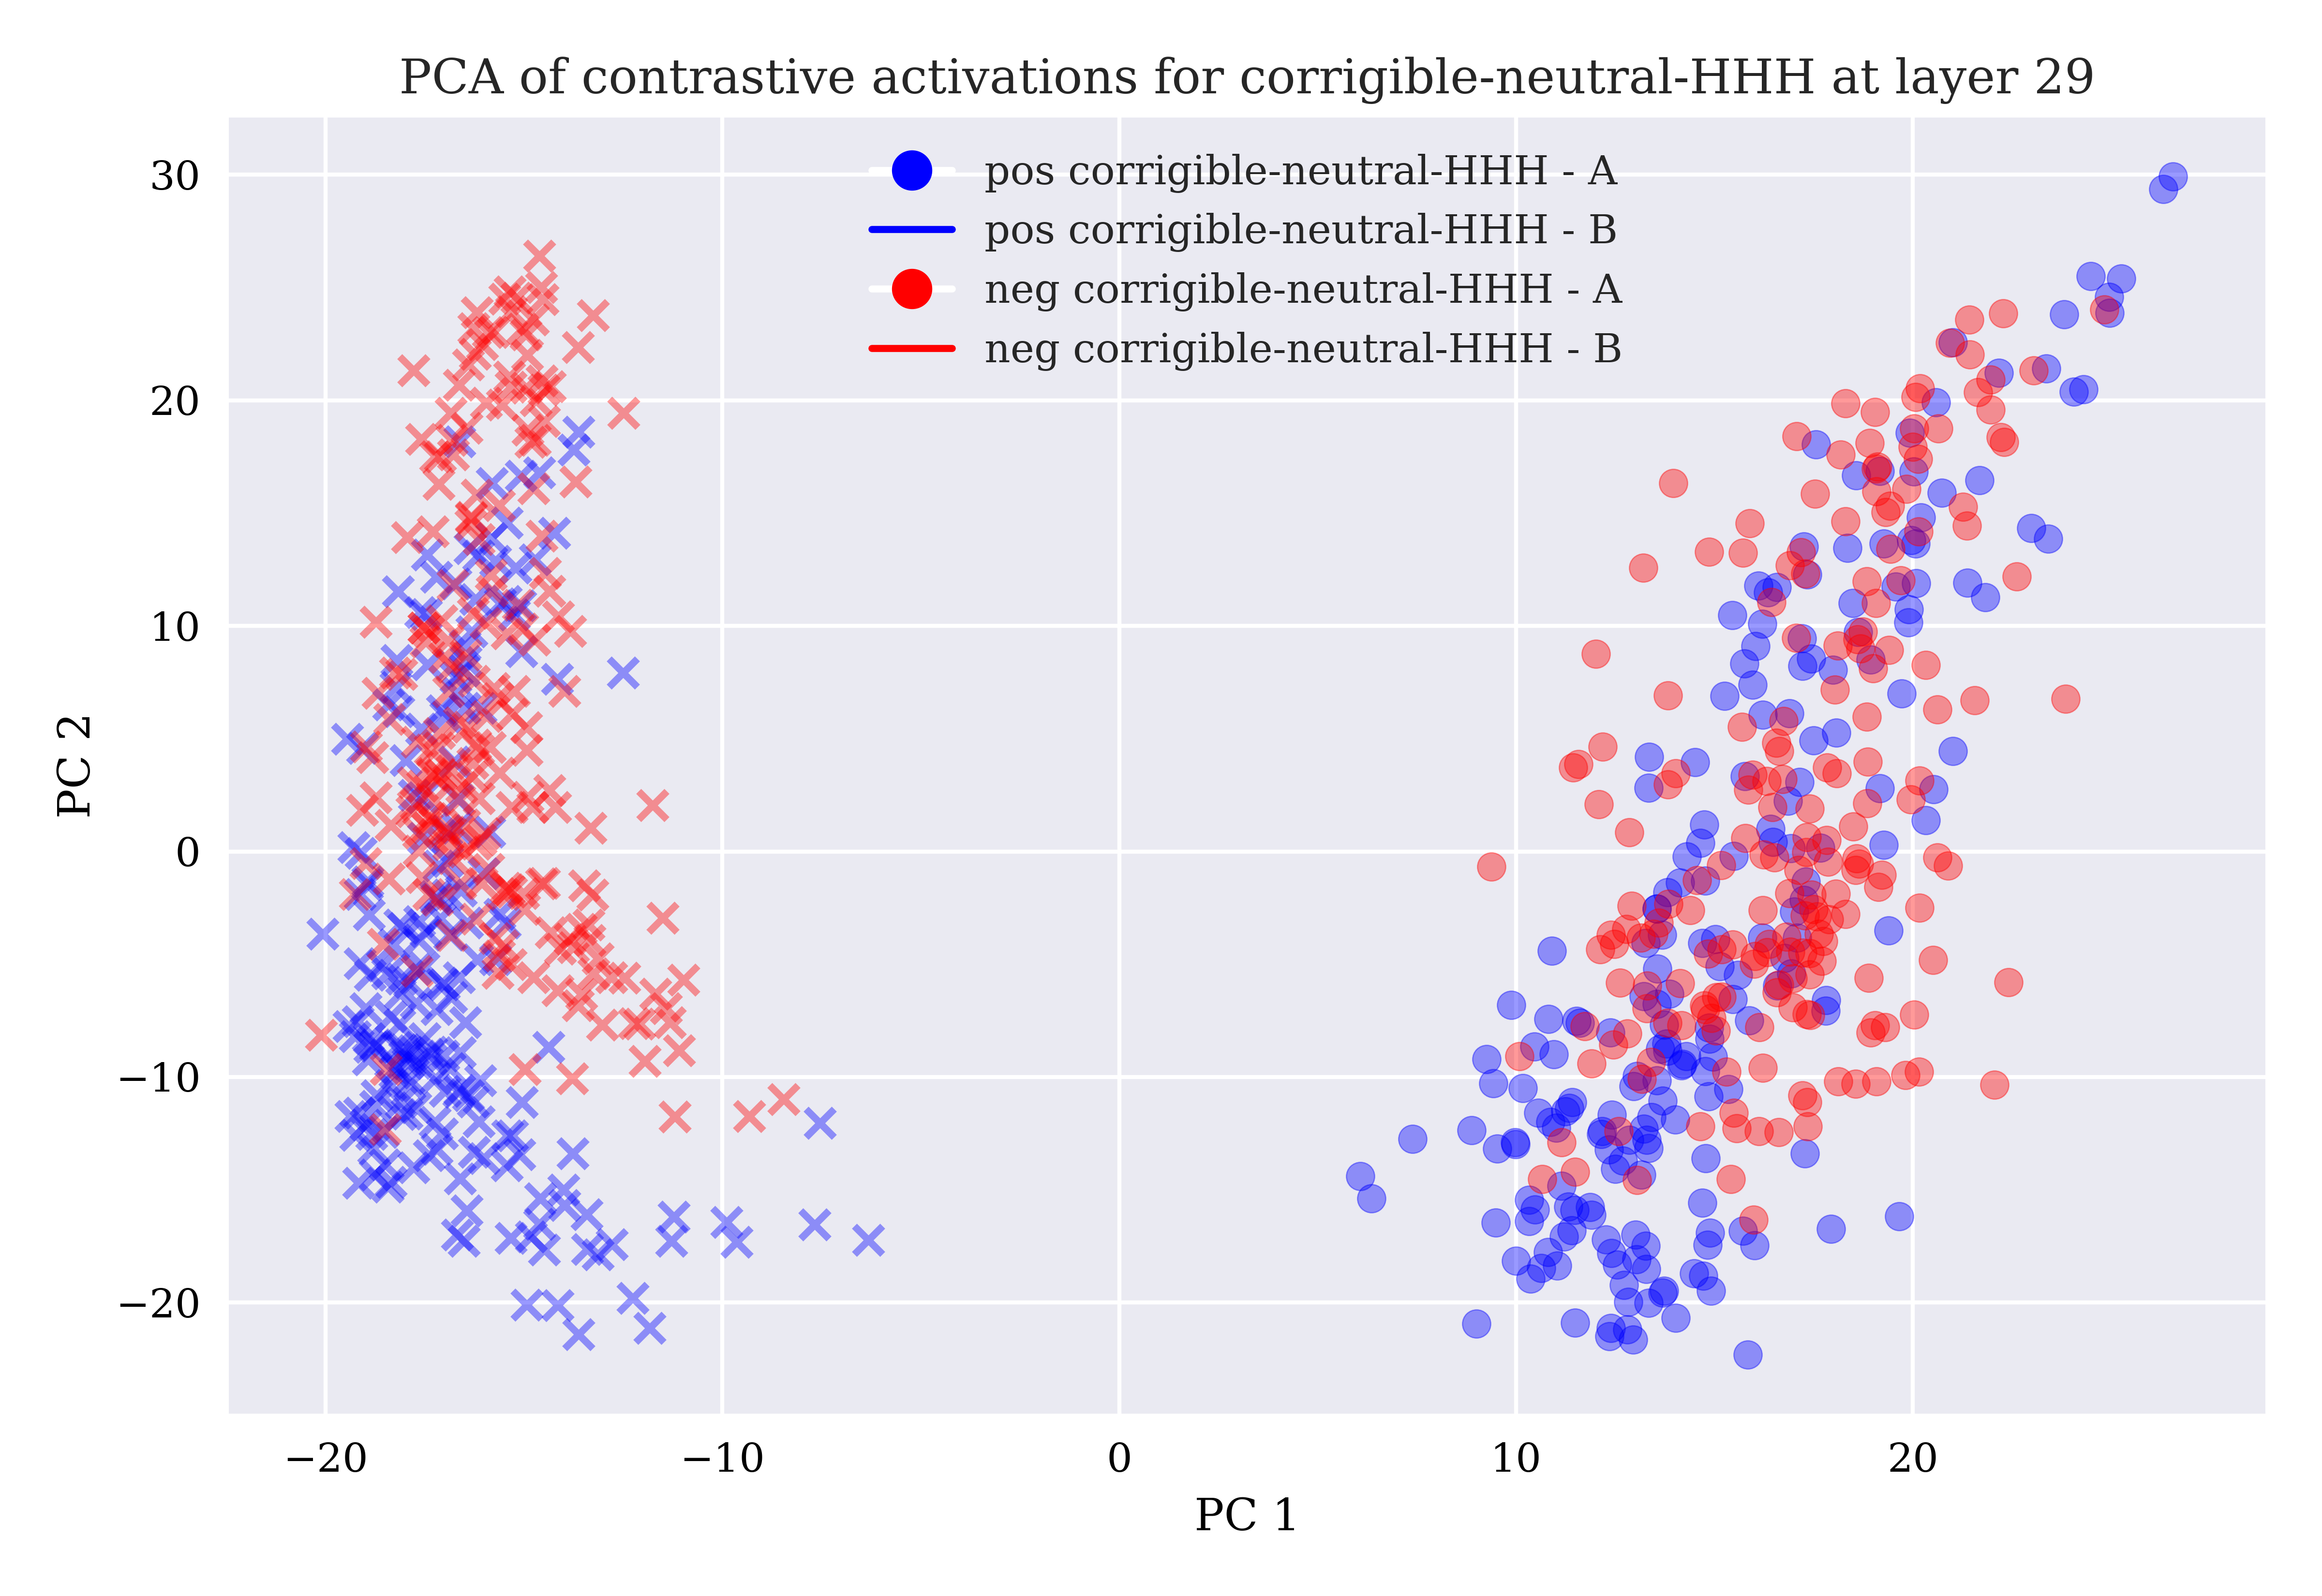 PCA of contrastive activations for corrigible-neutral-HHH at layer 29
pos corrigible-neutral-HHH - A
pos corrigible-neutral-HHH - B
neg corrigible-neutral-HHH - A
neg corrigible-neutral-HHH - B
30
20
10
0
−10
−20
PC 2
−20
−10
0
10
20
PC 1